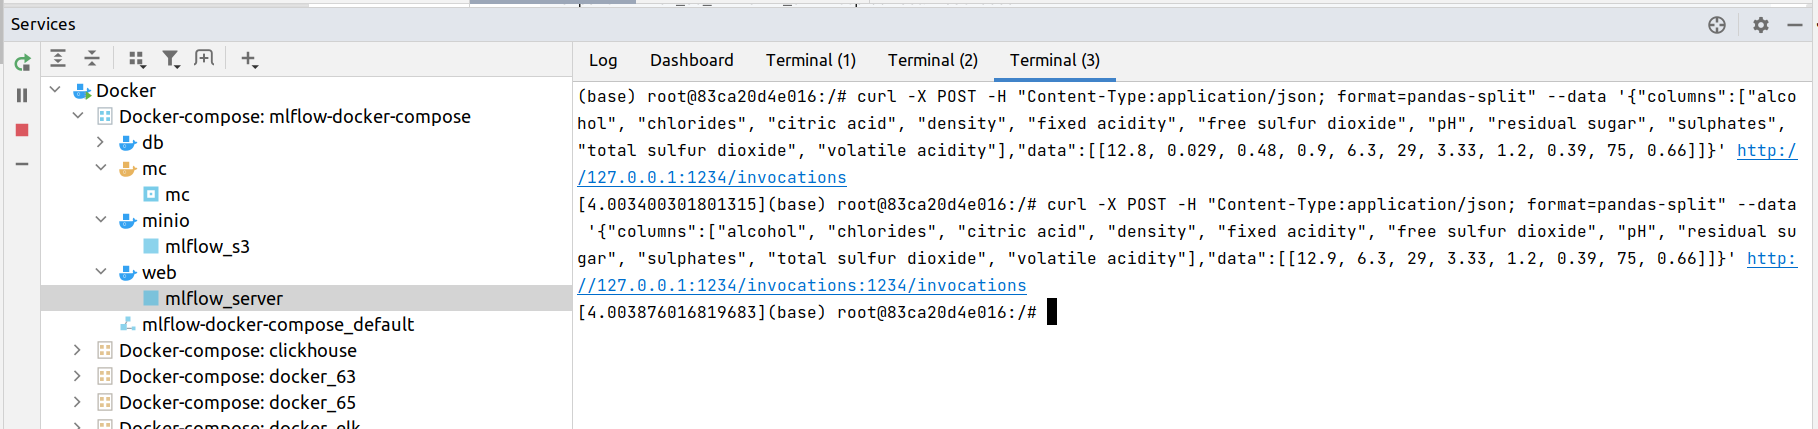 Services
Log Dashboard Terminal (1) Terminal (2) Terminal (3)
Docker
Docker-compose: mlflow-docker-compose
db
mc
mc
minio
mlflow_s3
web
mlflow_server
mlflow-docker-compose_default
Docker-compose: clickhouse
Docker-compose: docker_63
Docker-compose: docker_65
Docker-compose: docker_elk
(base) root@83ca20d4e016:/# curl -X POST -H "Content-Type:application/json; format=pandas-split" --data '{"columns":["alco
hol", "chlorides", "citric acid", "density", "fixed acidity", "free sulfur dioxide", "pH", "residual sugar", "sulphates",
"total sulfur dioxide", "volatile acidity"],"data":[[12.8, 0.029, 0.48, 0.9, 6.3, 29, 3.33, 1.2, 0.39, 75, 0.66]]}' http:/
/127.0.0.1:1234/invocations
[4.003400301801315](base) root@83ca20d4e016:/# curl -X POST -H "Content-Type:application/json; format=pandas-split" --data
'{"columns":["alcohol", "chlorides", "citric acid", "density", "fixed acidity", "free sulfur dioxide", "pH", "residual su
gar", "sulphates", "total sulfur dioxide", "volatile acidity"],"data":[[12.9, 6.3, 29, 3.33, 1.2, 0.39, 75, 0.66]]}' http:
//127.0.0.1:1234/invocations:1234/invocations
[4.003876016819683](base) root@83ca20d4e016:/#